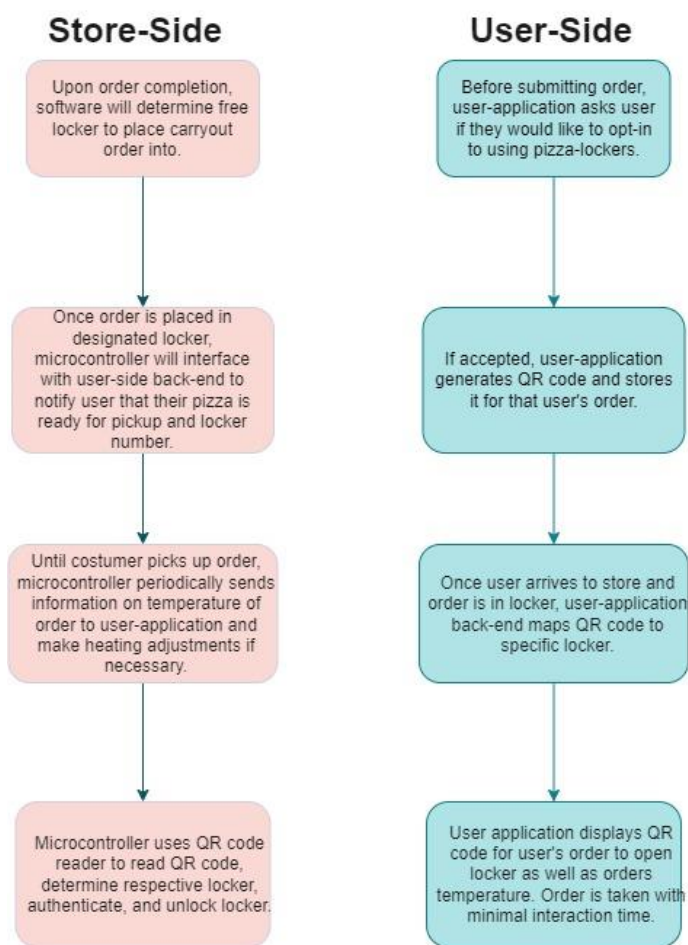 Store-Side
Upon order completion,
software will determine free
locker to place carryout
order into.
Once order is placed in
designated locker,
microcontroller will interface
with user-side back-end to
notify user that their pizza is
ready for pickup and locker
number.
Until costumer picks up order,
microcontroller periodically sends
information on temperature of
order to user-application and
make heating adjustments if
necessary.
Microcontroller uses QR code
reader to read QR code,
determine respective locker,
authenticate, and unlock locker.
User-Side
Before submitting order,
user-application asks user
if they would like to opt-in
to using pizza-lockers.
If accepted, user-application
generates QR code and stores
it for that user's order.
Once user arrives to store and
order is in locker, user-application
back-end maps QR code to
specific locker.
User application displays QR
code for user's order to open
locker as well as orders
temperature. Order is taken with
minimal interaction time.